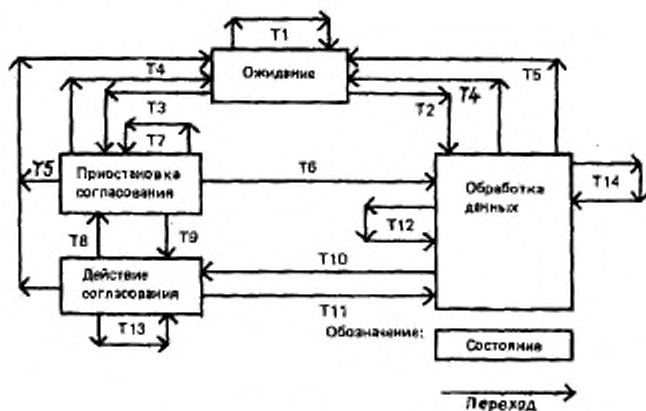 T1
Ожидание
T4
T5
T3
T2
T4
T7
T5
Приостановка
согласования
T6
Обработка
данных
T14
T12
T8
T9
T10
Действие
согласования
T11
T13
Обозначение:
Состояние
Переход